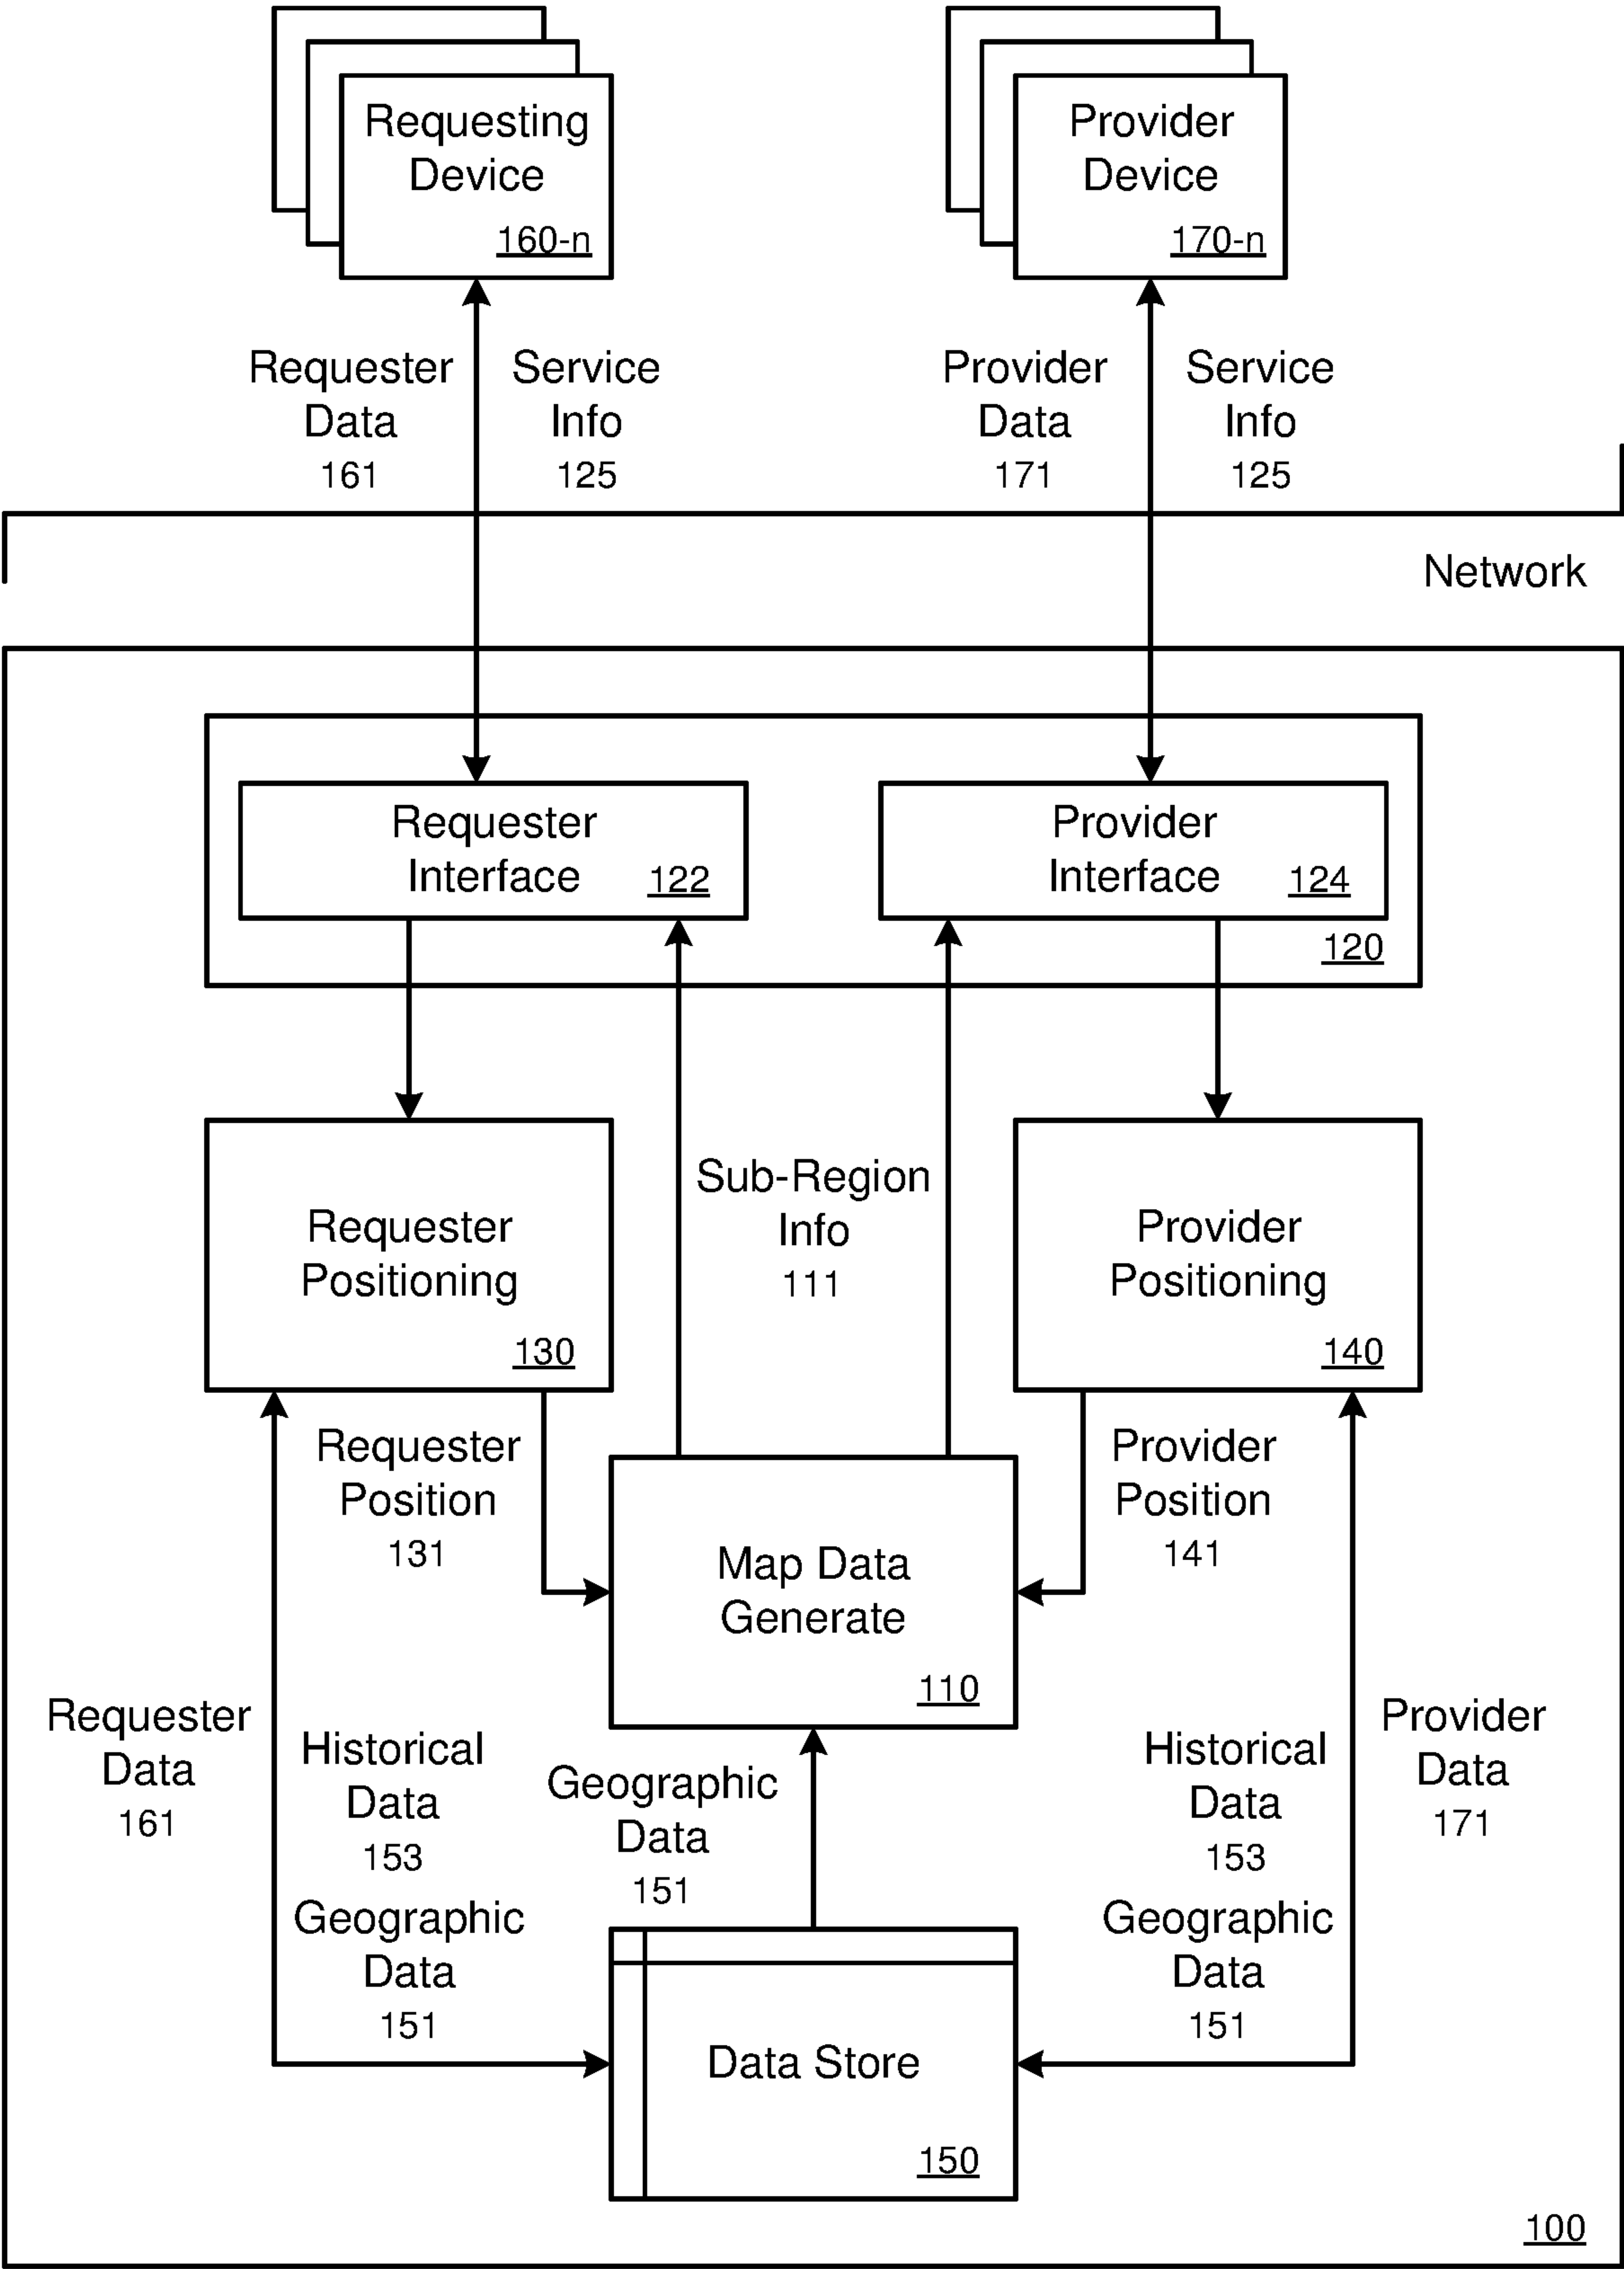 Requesting
Device
160-n
Provider
Device
170-n
Requester
Data
161
Service
Info
125
Provider
Data
171
Service
Info
125
Network
Requester
Interface
122
Provider
Interface
124
120
Requester
Positioning
130
Sub-Region
Info
111
Provider
Positioning
140
Requester
Position
131
Provider
Position
141
Map Data
Generate
110
Requester
Data
161
Historical
Data
153
Geographic
Data
151
Geographic
Data
151
Historical
Data
153
Geographic
Data
151
Provider
Data
171
Data Store
150
100